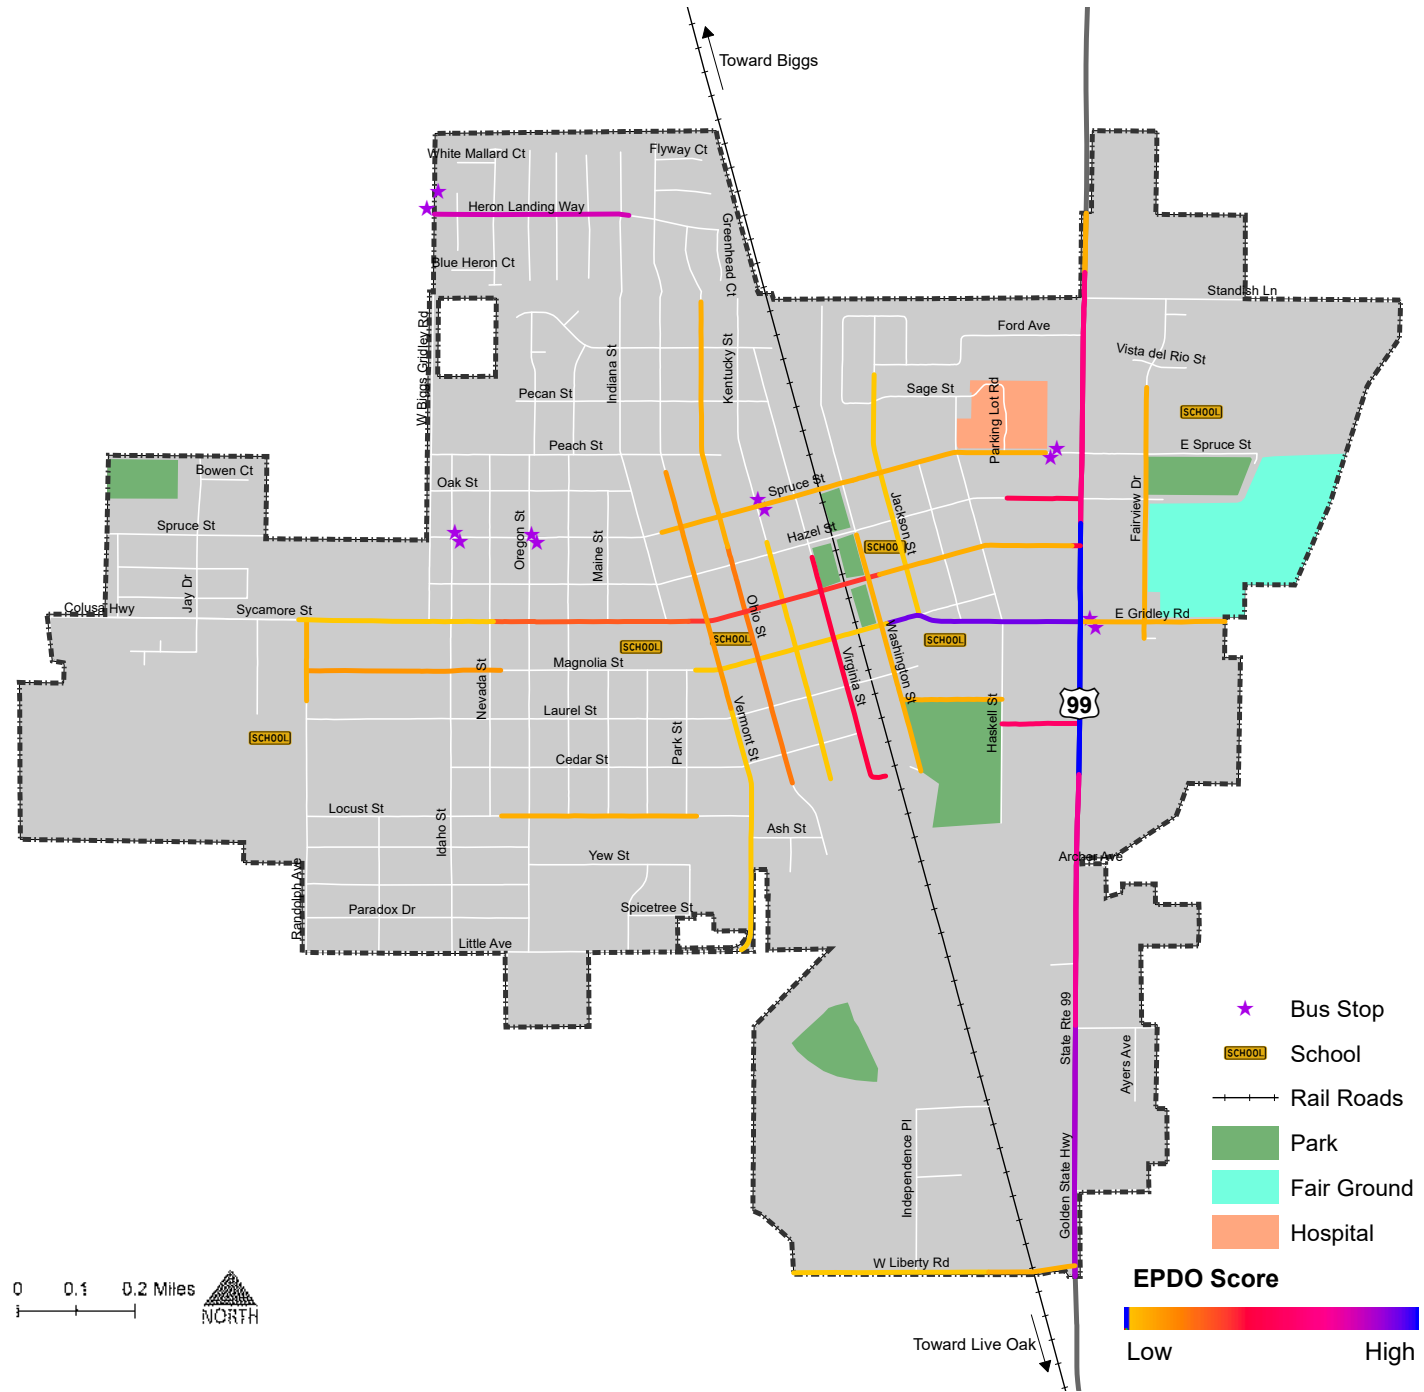 Toward Biggs
White Mallard Ct
Flyway Ct
Heron Landing Way
Greenhead Ct
Blue Heron Ct
Standish Ln
W Biggs Gridley Rd
Indiana St
Kentucky St
Ford Ave
Vista del Rio St
Pecan St
Sage St
Parking Lot Rd
SCHOOL
Peach St
E Spruce St
Bowen Ct
Oak St
Spruce St
Jackson St
Fairview Dr
Spruce St
Oregon St
Maine St
Hazel St
SCHOOL
Jay Dr
Colusa Hwy
Sycamore St
Ohio St
E Gridley Rd
SCHOOL
SCHOOL
SCHOOL
Washington St
Magnolia St
Nevada St
Virginia St
99
Laurel St
Vermont St
Park St
Haskell St
SCHOOL
Cedar St
Locust St
Idaho St
Ash St
Yew St
Archer Ave
Randolph Ave
Paradox Dr
Spicetree St
Little Ave
State Rte 99
Ayers Ave
Independence Pl
Golden State Hwy
W Liberty Rd
Toward Live Oak
Bus Stop
SCHOOL School
Rail Roads
Park
Fair Ground
Hospital
EPDO Score
Low High
0 0.1 0.2 Miles
NORTH